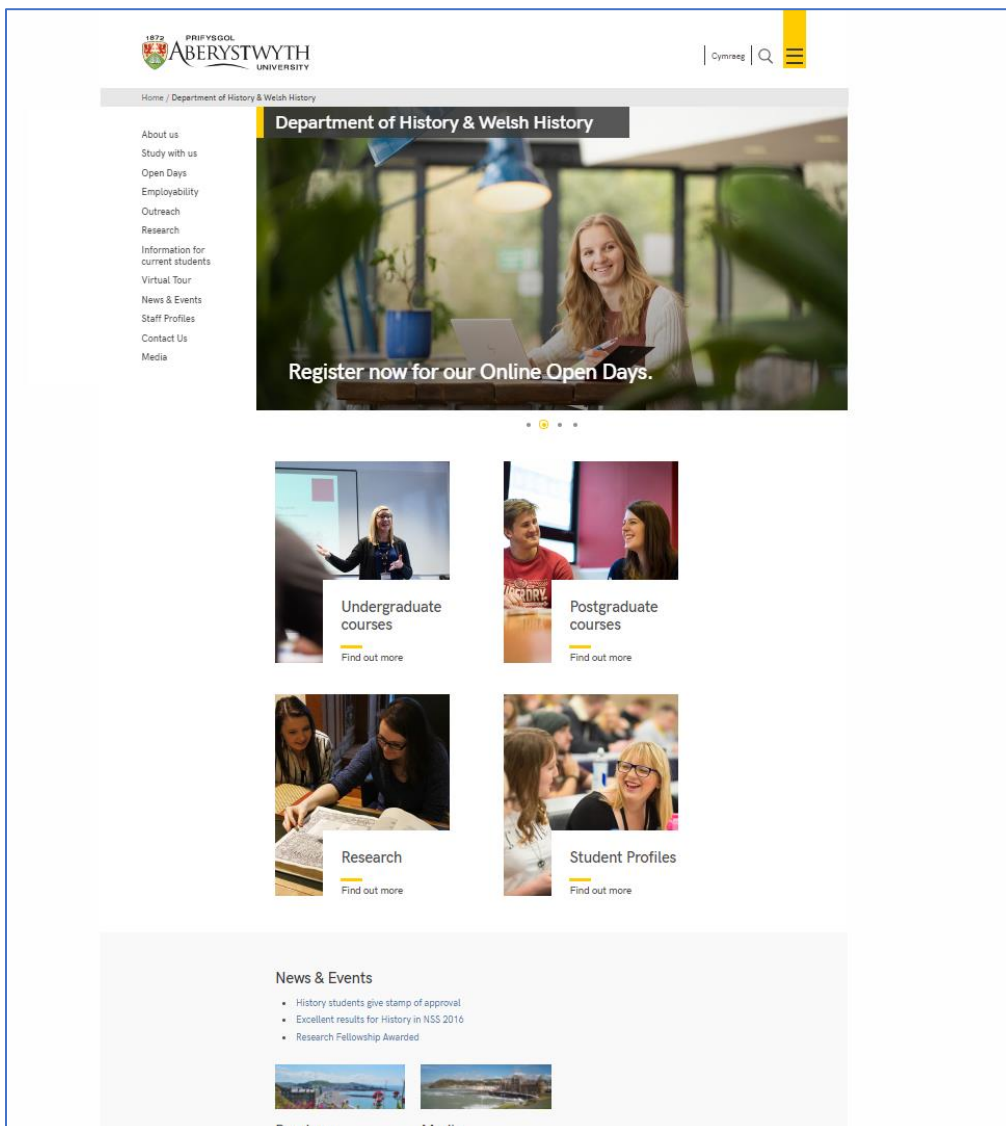 1872
PRIFYSGOL
ABERYSTWYTH
UNIVERSITY
Cymraeg
Home / Department of History & Welsh History
About us
Study with us
Open Days
Employability
Outreach
Research
Information for
current students
Virtual Tour
News & Events
Staff Profiles
Contact Us
Media
Department of History & Welsh History
Register now for our Online Open Days.
Undergraduate
courses
Find out more
Postgraduate
courses
Find out more
Research
Find out more
Student Profiles
Find out more
News & Events
History students give stamp of approval
Excellent results for History in NSS 2016
Research Fellowship Awarded